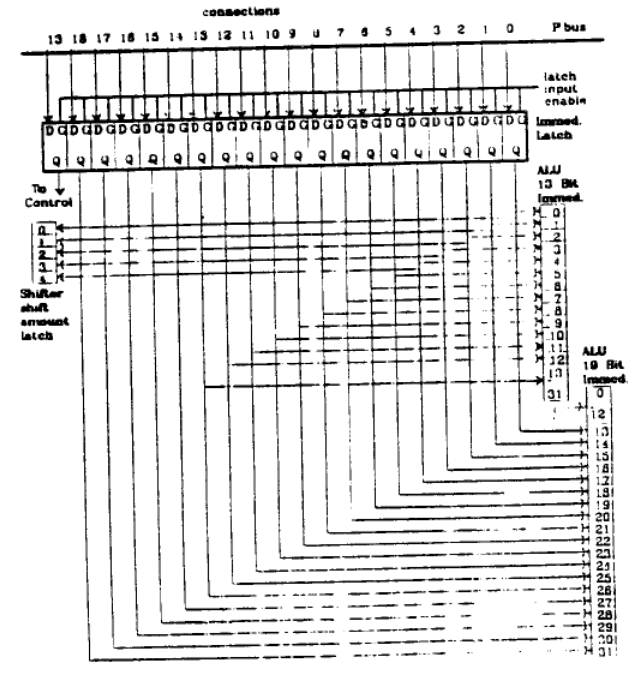 connections
13 18 17 16 15 14 13 12 11 10 9 8 7 6 5 4 3 2 1 0 P bus
latch
input
enable
D G D G D G D G D G D G D G D G D G D G D G D G D G D G D G D G D G D G D G D G Immed.
Latch
Q Q Q Q Q Q Q Q Q Q Q Q Q Q Q Q Q Q Q Q
To
Control
0
1
2
3
4
Shifter
shift
amount
latch
ALU
13 Bit
Immed.
0
1
2
3
4
5
6
7
8
9
10
11
12
13
31
ALU
19 Bit
Immed.
0
12
13
14
15
16
17
18
19
20
21
22
23
24
25
26
27
28
29
30
31